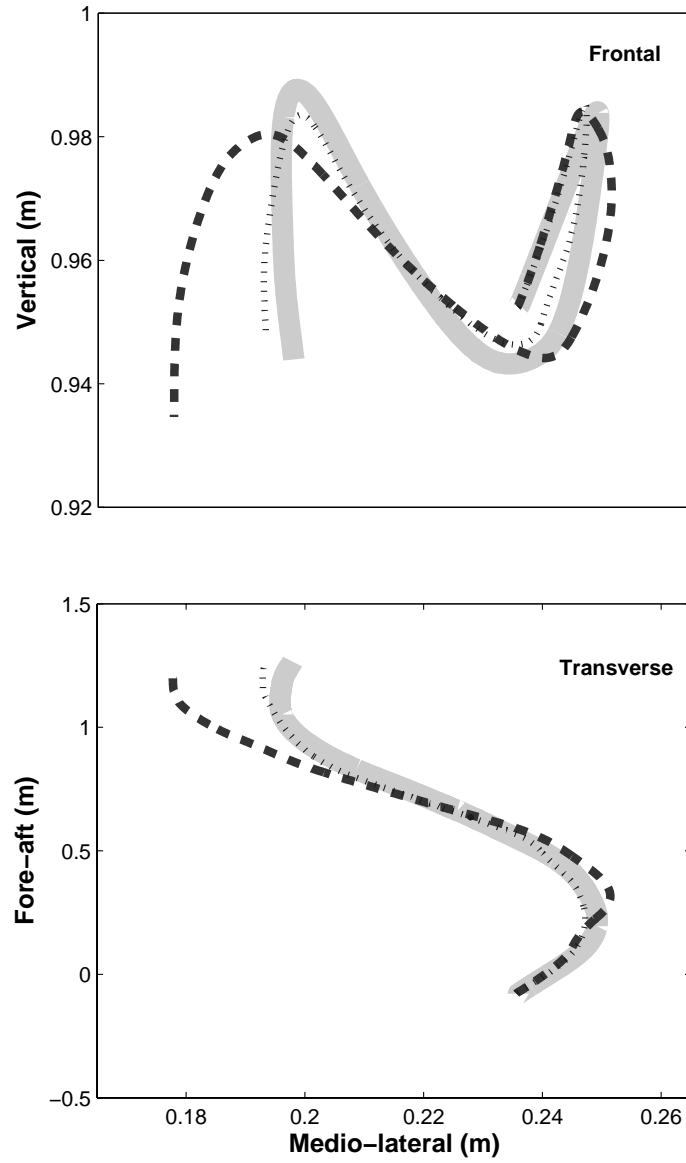 1
Frontal
0.98
Vertical (m)
0.96
0.94
0.92
1.5
Transverse
1
Fore−aft (m)
0.5
0
−0.5
0.18 0.2 0.22 0.24 0.26
Medio−lateral (m)